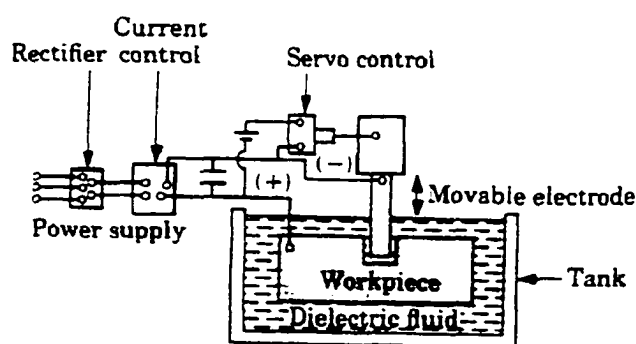 Current
Rectifier control
Servo control
(−)
(+)
Movable electrode
Power supply
Workpiece
Tank
Dielectric fluid